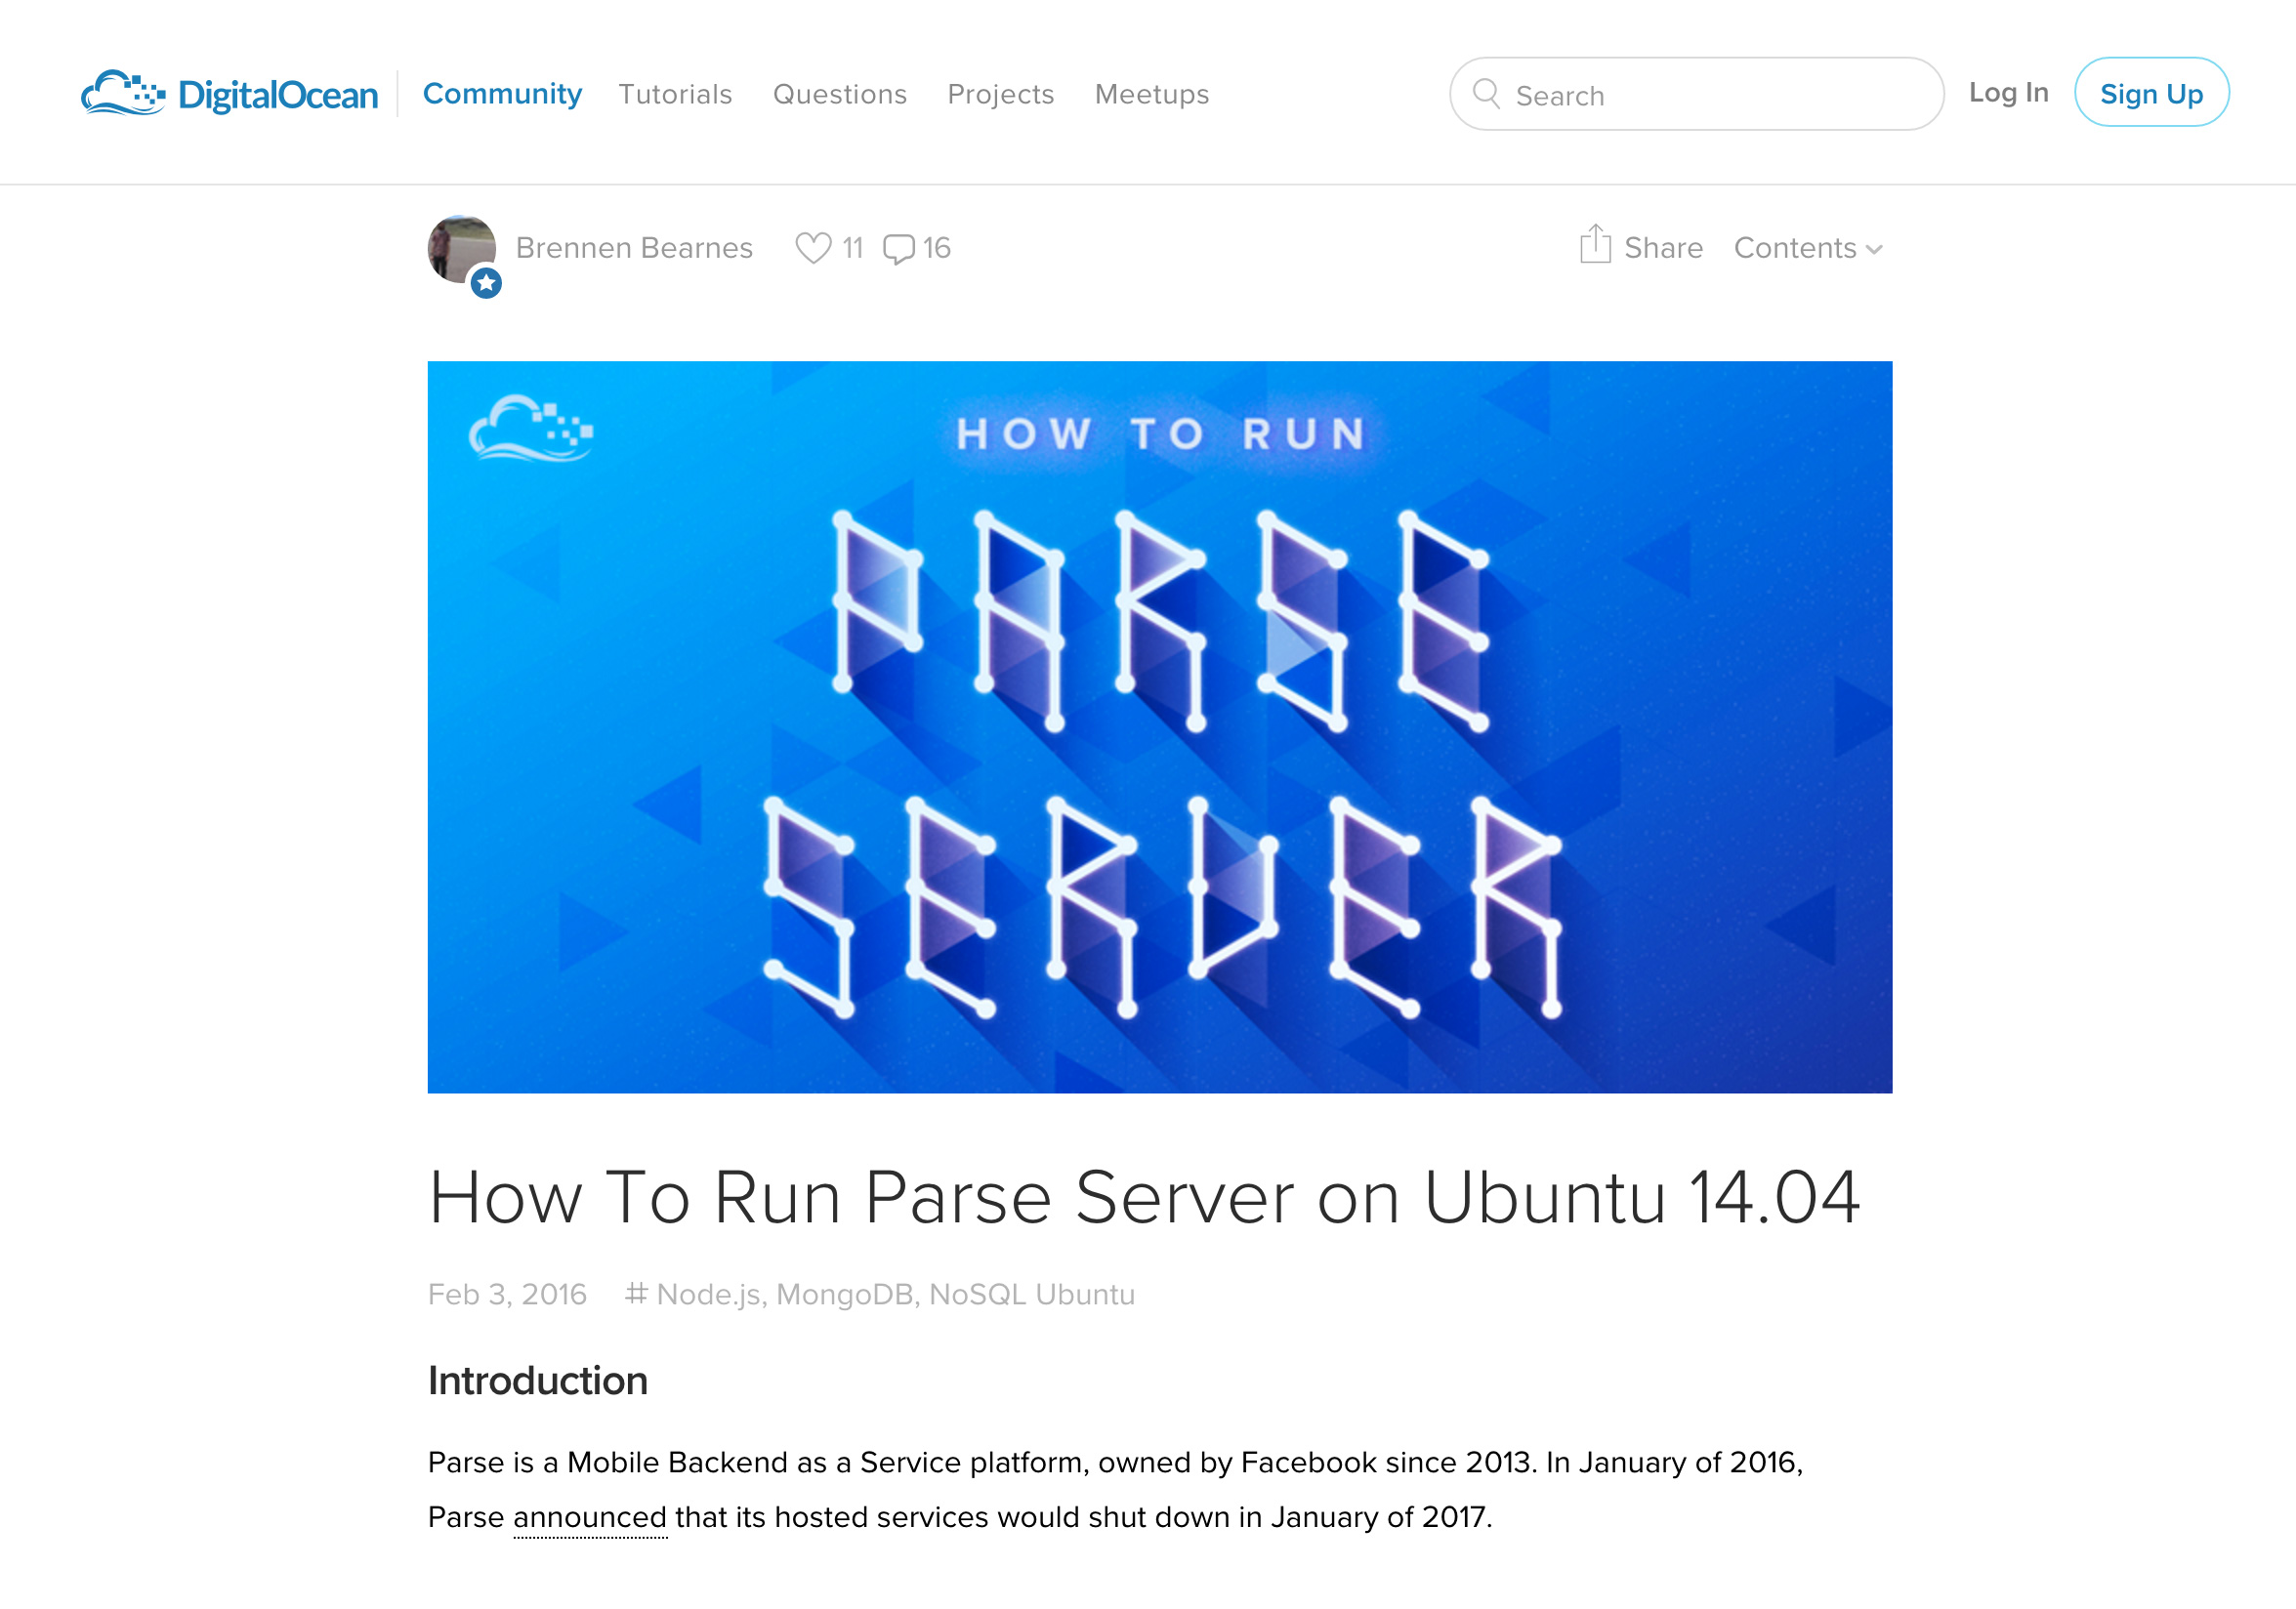 DigitalOcean Community Tutorials Questions Projects Meetups Search Log In Sign Up
Brennen Bearnes 11 16 Share Contents
HOW TO RUN
PARSE
SERVER
How To Run Parse Server on Ubuntu 14.04
Feb 3, 2016 # Node.js, MongoDB, NoSQL Ubuntu
Introduction
Parse is a Mobile Backend as a Service platform, owned by Facebook since 2013. In January of 2016,
Parse announced that its hosted services would shut down in January of 2017.